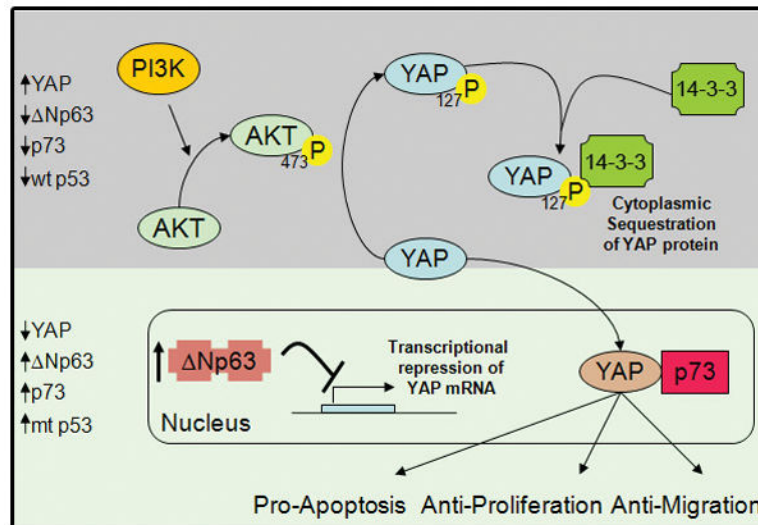 ↑YAP
↓ΔNp63
↓p73
↓wt p53
PI3K
AKT
P
473
AKT
YAP
P
127
14-3-3
YAP
P
127
14-3-3
Cytoplasmic
Sequestration
of YAP protein
YAP
↓YAP
↑ΔNp63
↑p73
↑mt p53
↑
ΔNp63
Transcriptional
repression of
YAP mRNA
Nucleus
YAP
p73
Pro-Apoptosis Anti-Proliferation Anti-Migration